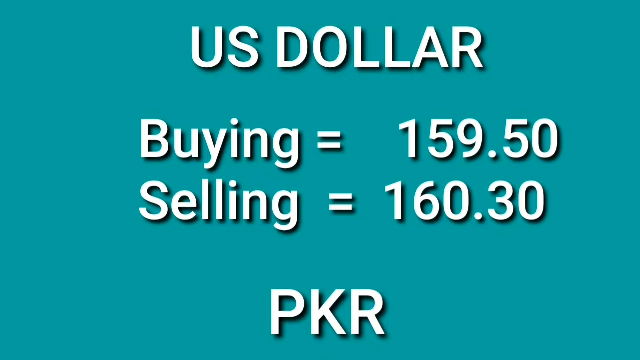 US DOLLAR
Buying = 159.50
Selling = 160.30
PKR